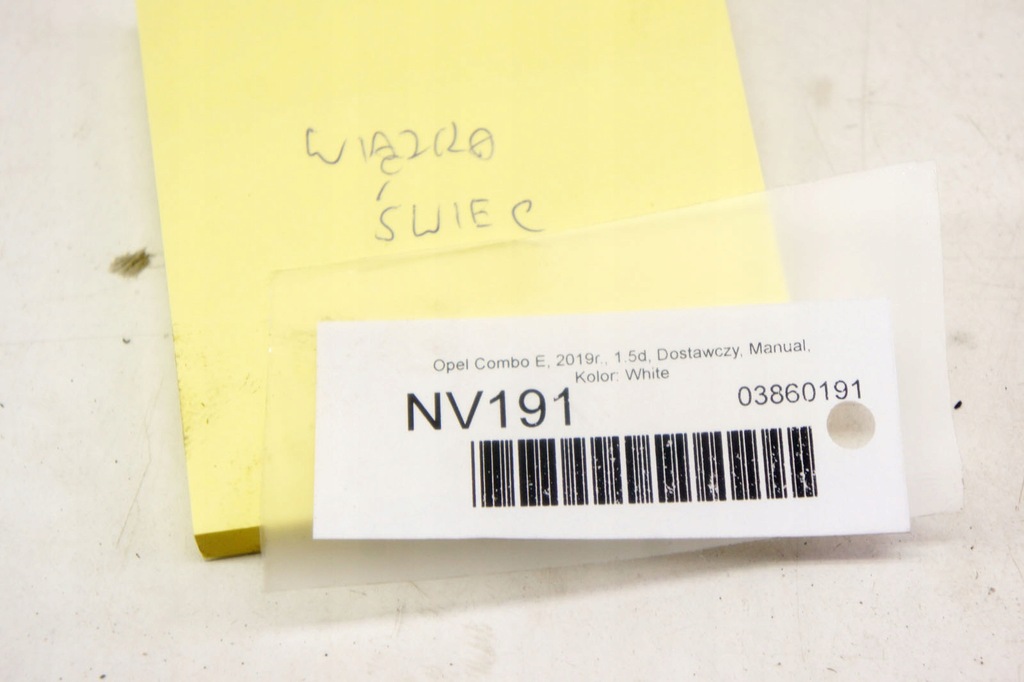 WIĄZKA
ŚWIEC
Opel Combo E, 2019r., 1.5d, Dostawczy, Manual,
Kolor: White
NV191
03860191